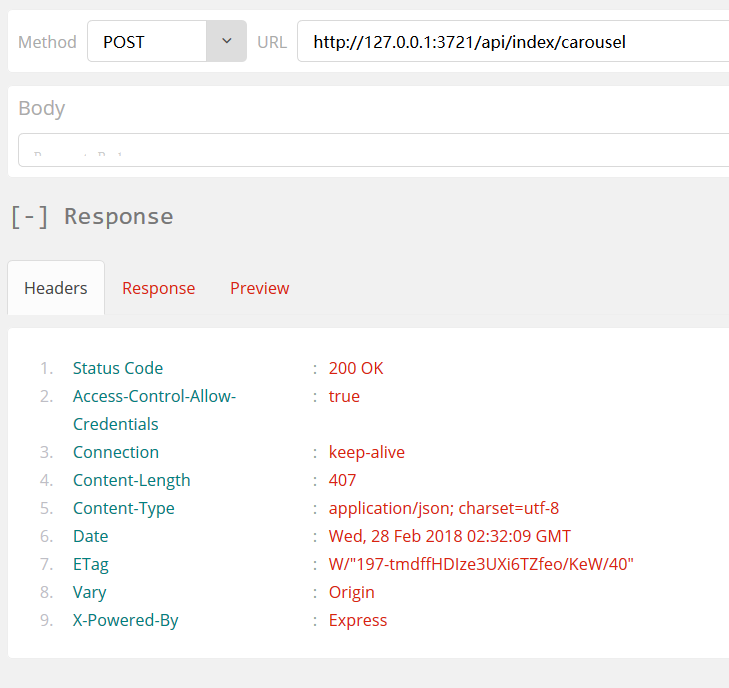 Method POST URL http://127.0.0.1:3721/api/index/carousel
Body
[-] Response
Headers Response Preview
1. Status Code : 200 OK
2. Access-Control-Allow- : true
Credentials
3. Connection : keep-alive
4. Content-Length : 407
5. Content-Type : application/json; charset=utf-8
6. Date : Wed, 28 Feb 2018 02:32:09 GMT
7. ETag : W/"197-tmdffHDIze3UXi6TZfeo/KeW/40"
8. Vary : Origin
9. X-Powered-By : Express